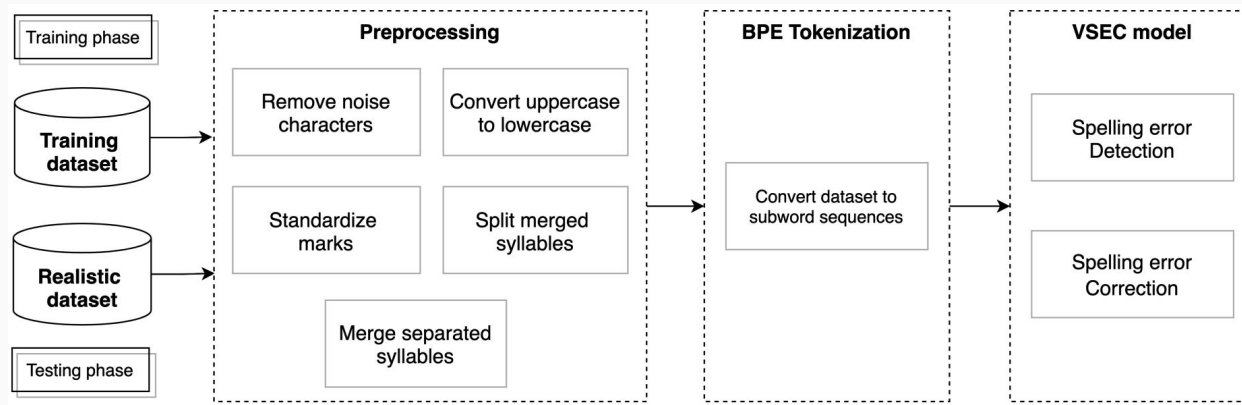 Training phase
Training
dataset
Realistic
dataset
Testing phase
Preprocessing
Remove noise
characters
Convert uppercase
to lowercase
Standardize
marks
Split merged
syllables
Merge separated
syllables
BPE Tokenization
Convert dataset to
subword sequences
VSEC model
Spelling error
Detection
Spelling error
Correction